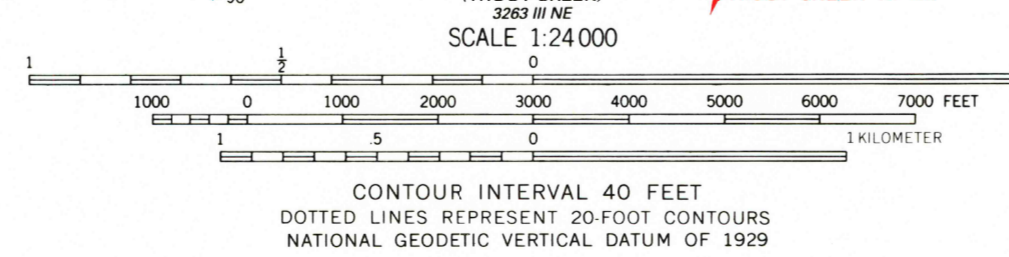 3263 III NE
SCALE 1:24 000
1 1/2 0
1000 0 1000 2000 3000 4000 5000 6000 7000 FEET
1 .5 0 1 KILOMETER
CONTOUR INTERVAL 40 FEET
DOTTED LINES REPRESENT 20-FOOT CONTOURS
NATIONAL GEODETIC VERTICAL DATUM OF 1929